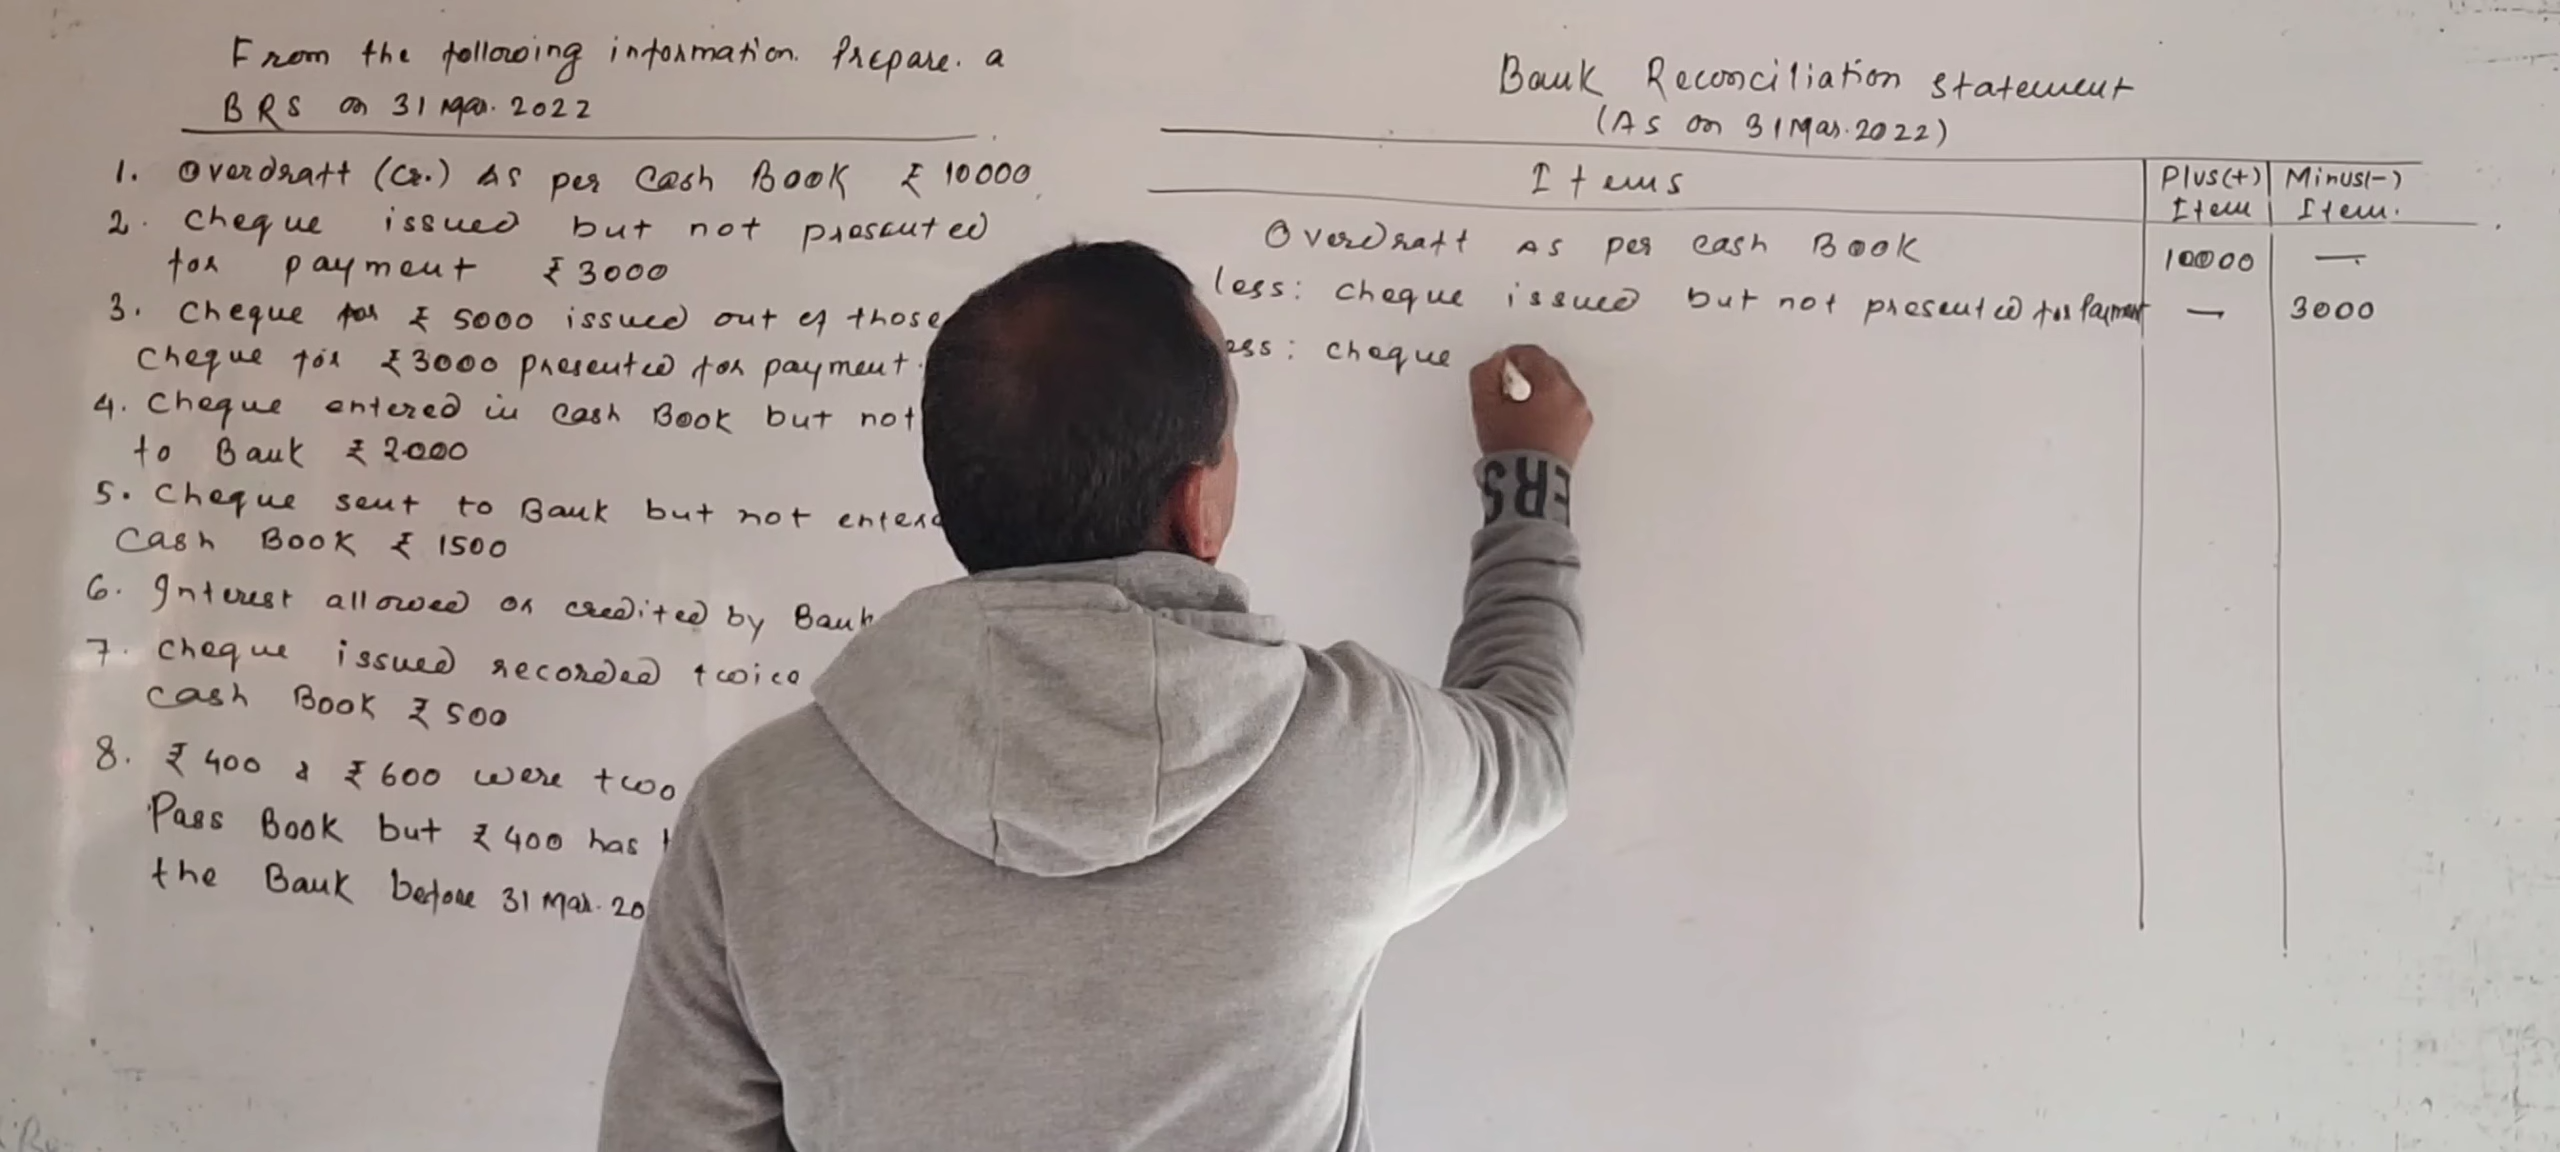 From the following information. Prepare. a
BRS on 31 Mar. 2022
1. Overdraft (Cr.) As per Cash Book ₹ 10000
2. Cheque issued but not presented
for payment ₹ 3000
3. Cheque for ₹ 5000 issued out of those
Cheque for ₹ 3000 presented for payment.
4. Cheque entered in Cash Book but not
to Bank ₹ 2000
5. Cheque sent to Bank but not
Cash Book ₹ 1500
6. Interest allowed or credited by Bank
7. Cheque issued recorded twice
Cash Book ₹ 500
8. ₹ 400 & ₹ 600 were two
Pass Book but ₹ 400 has
the Bank before 31 Mar. 20
Bank Reconciliation Statement
(As on 31 Mar. 2022)
Items Plus(+) Item Minus(-) Item.
Overdraft As per Cash Book 10000 —
less: Cheque issued but not presented for Payment — 3000
ess: Cheque
ERS